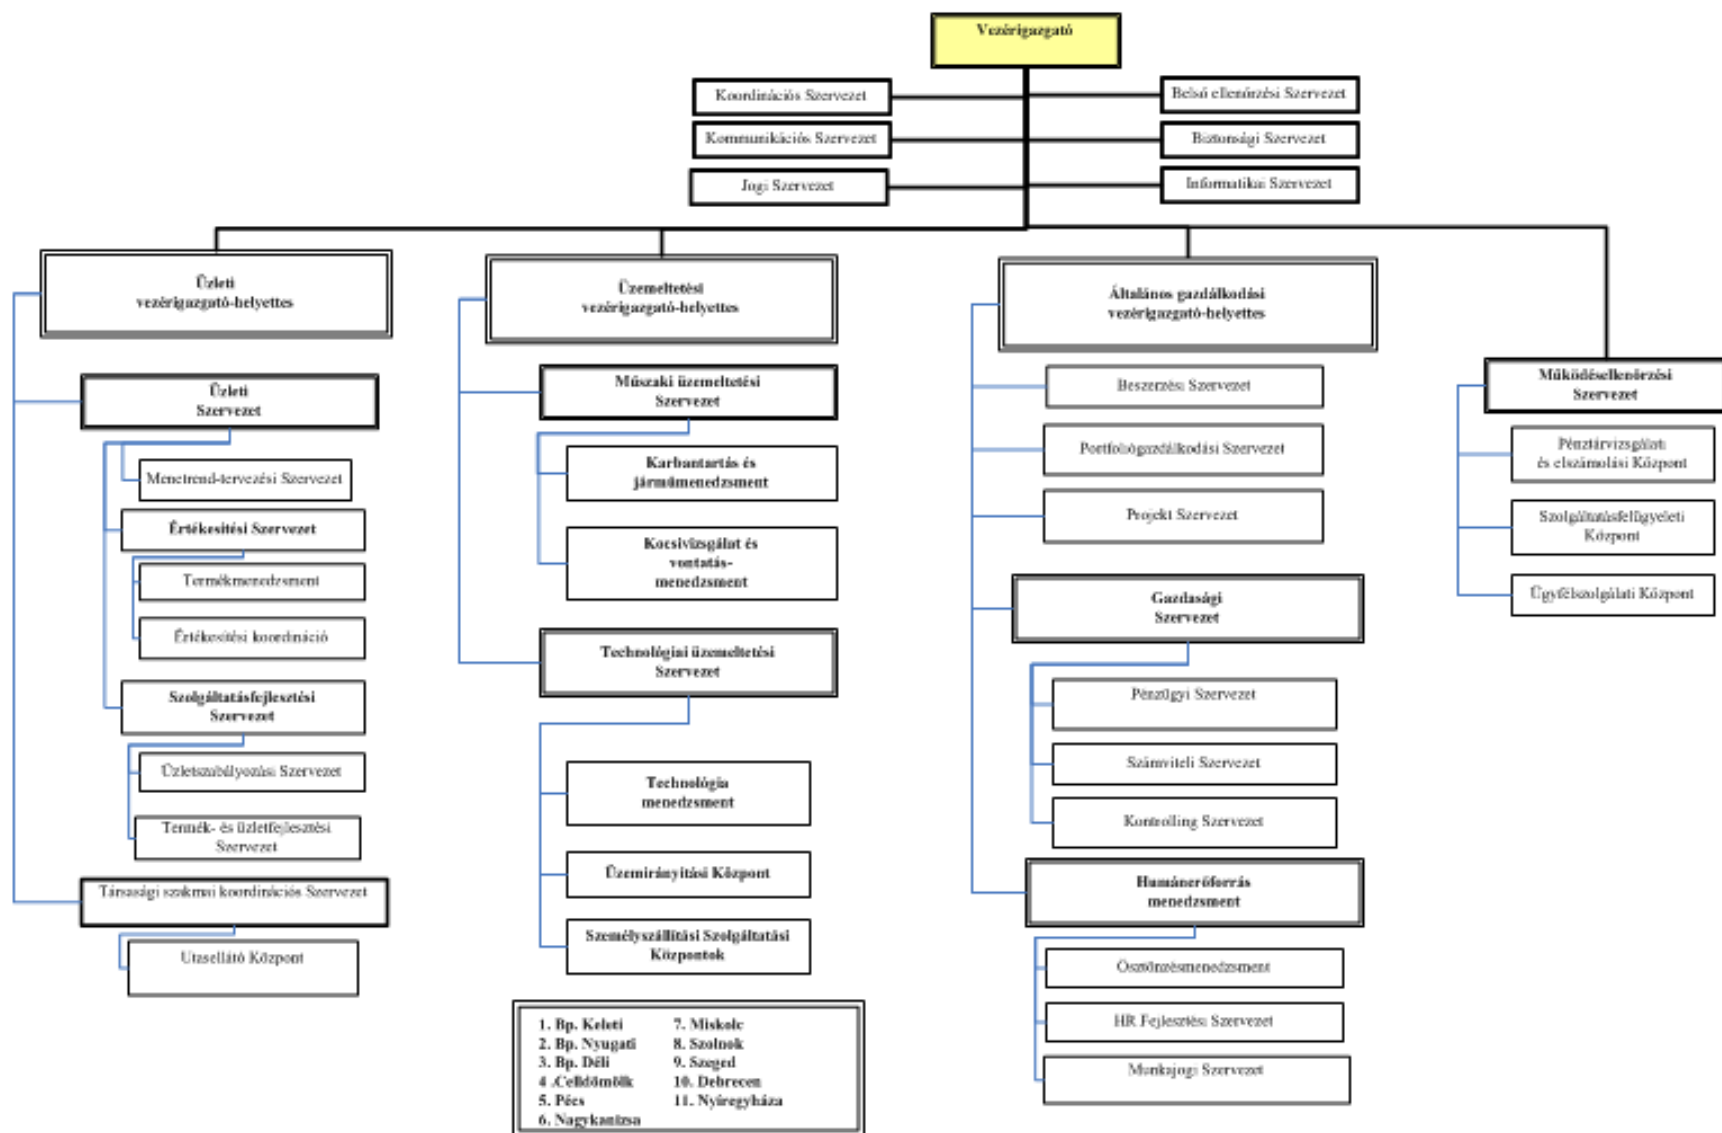 Vezérigazgató
Koordinációs Szervezet
Belső ellenőrzési Szervezet
Kommunikációs Szervezet
Biztonsági Szervezet
Jogi Szervezet
Informatikai Szervezet
Üzleti
vezérigazgató-helyettes
Üzleti
Szervezet
Menetrend-tervezési Szervezet
Értékesítési Szervezet
Termékmenedzsment
Értékesítési koordináció
Szolgáltatásfejlesztési
Szervezet
Üzletszabályozási Szervezet
Termék- és üzletfejlesztési
Szervezet
Társasági szakmai koordinációs Szervezet
Utasellátó Központ
Üzemeltetési
vezérigazgató-helyettes
Műszaki üzemeltetési
Szervezet
Karbantartás és
járműmenedzsment
Kocsivizsgálat és
vontatás-
menedzsment
Technológiai üzemeltetési
Szervezet
Technológia
menedzsment
Üzemirányítási Központ
Személyszállítási Szolgáltatási
Központok
1. Bp. Keleti
2. Bp. Nyugati
3. Bp. Déli
4 .Celldömölk
5. Pécs
6. Nagykanizsa
7. Miskolc
8. Szolnok
9. Szeged
10. Debrecen
11. Nyíregyháza
Általános gazdálkodási
vezérigazgató-helyettes
Beszerzési Szervezet
Portfoliógazdálkodási Szervezet
Projekt Szervezet
Gazdasági
Szervezet
Pénzügyi Szervezet
Számviteli Szervezet
Kontrolling Szervezet
Humánerőforrás
menedzsment
Ösztönzésmenedzsment
HR Fejlesztési Szervezet
Munkajogi Szervezet
Működésellenőrzési
Szervezet
Pénztárvizsgálati
és elszámolási Központ
Szolgáltatásfelügyeleti
Központ
Ügyfélszolgálati Központ